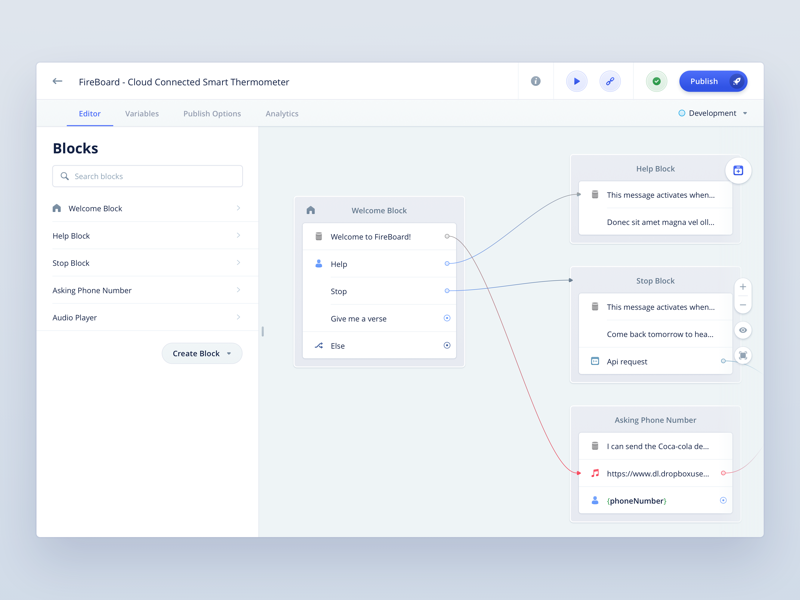 FireBoard - Cloud Connected Smart Thermometer
Publish
Editor
Variables
Publish Options
Analytics
Development
Blocks
Search blocks
Welcome Block
Help Block
Stop Block
Asking Phone Number
Audio Player
Create Block
Welcome Block
Welcome to FireBoard!
Help
Stop
Give me a verse
Else
Help Block
This message activates when...
Donec sit amet magna vel oll...
Stop Block
This message activates when...
Come back tomorrow to hea...
Api request
Asking Phone Number
I can send the Coca-cola de...
https://www.dl.dropboxuse...
{phoneNumber}